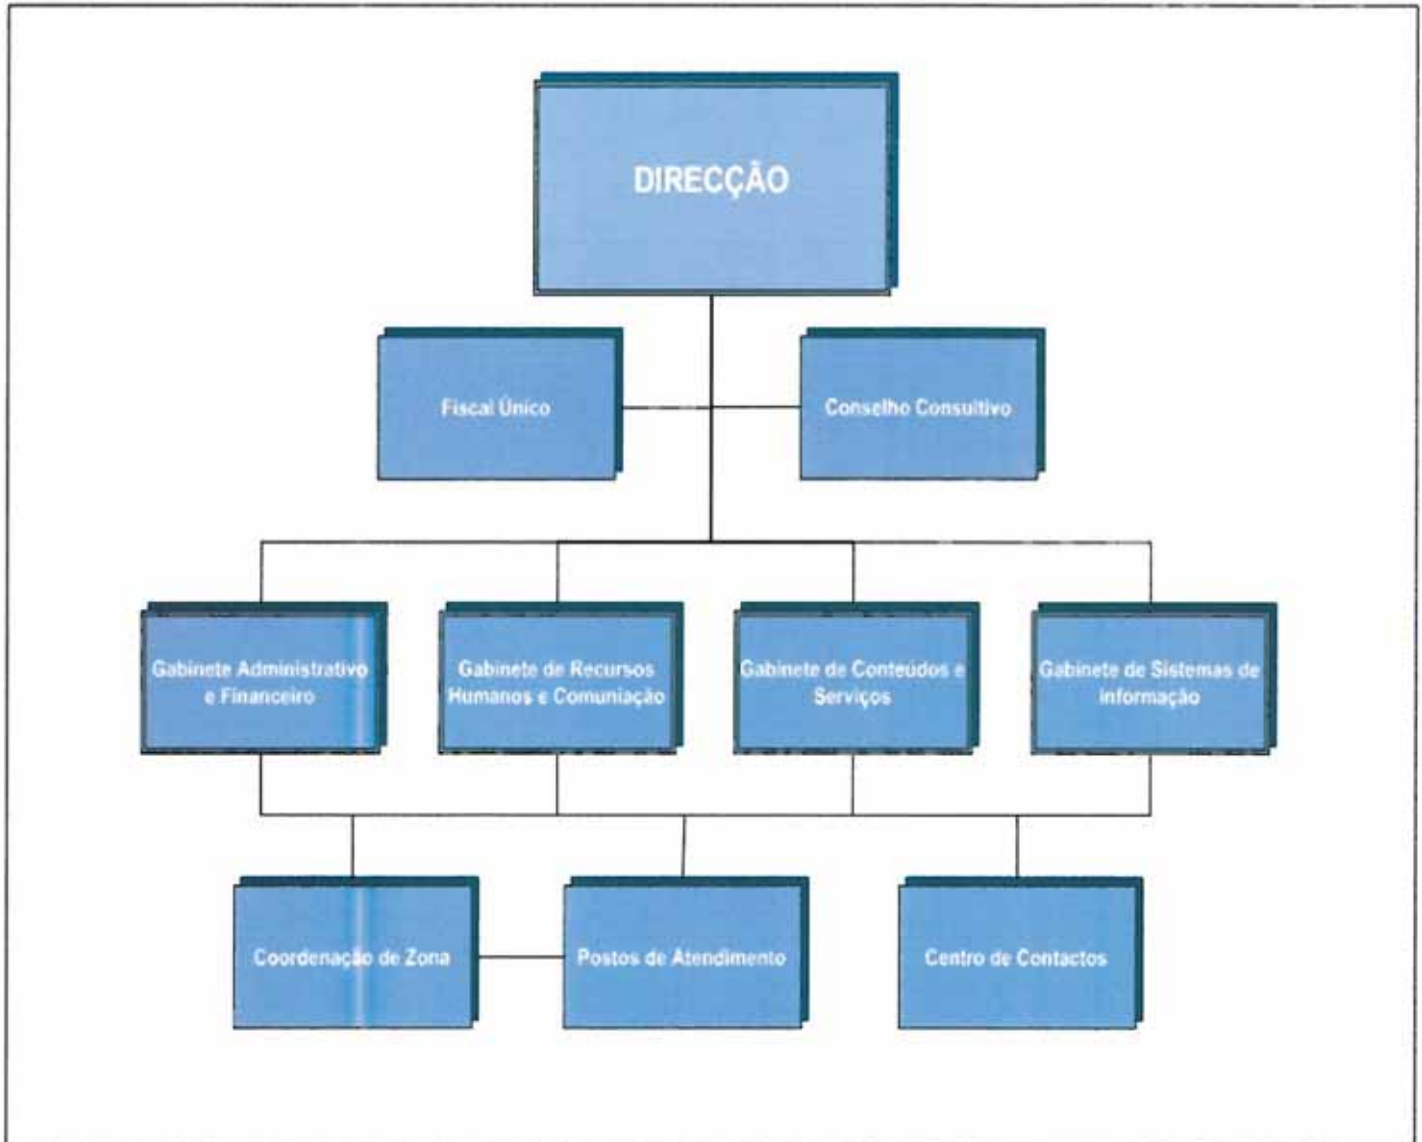 DIRECÇÃO
Fiscal Único
Conselho Consultivo
Gabinete Administrativo
e Financeiro
Gabinete de Recursos
Humanos e Comuniação
Gabinete de Conteúdos e
Serviços
Gabinete de Sistemas de
informação
Coordenação de Zona
Postos de Atendimento
Centro de Contactos